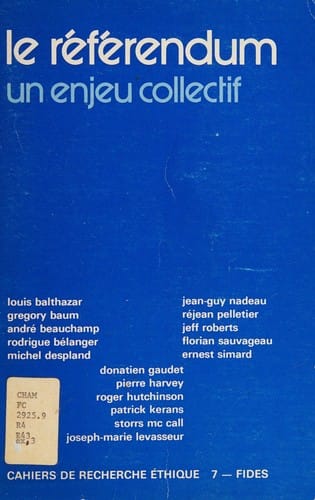 le référendum
un enjeu collectif
louis balthazar
gregory baum
andré beauchamp
rodrigue bélanger
michel despland
jean-guy nadeau
réjean pelletier
jeff roberts
florian sauvageau
ernest simard
donatien gaudet
pierre harvey
roger hutchinson
patrick kerans
storrs mc call
joseph-marie levasseur
CHAM
FC
2925.9
R4
E43
CAHIERS DE RECHERCHE ÉTHIQUE 7 — FIDES